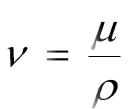 ν = μ / ρ